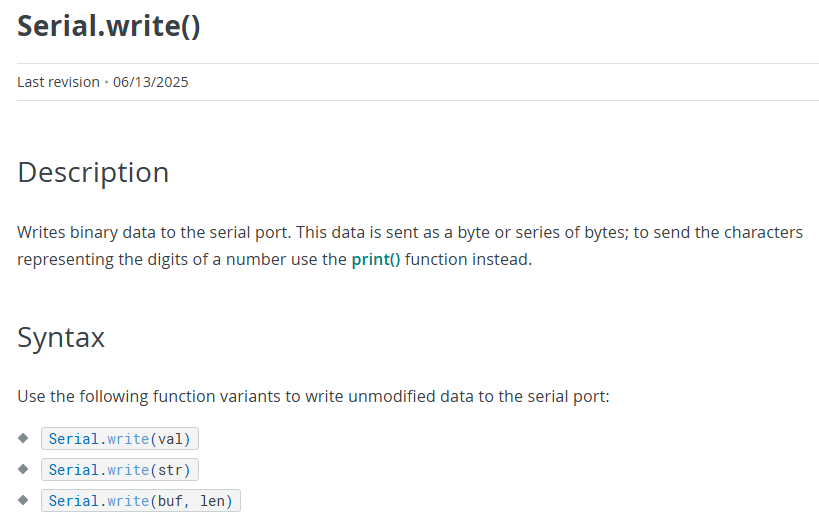 Serial.write()
Last revision • 06/13/2025
Description
Writes binary data to the serial port. This data is sent as a byte or series of bytes; to send the characters
representing the digits of a number use the print() function instead.
Syntax
Use the following function variants to write unmodified data to the serial port:
Serial.write(val)
Serial.write(str)
Serial.write(buf, len)